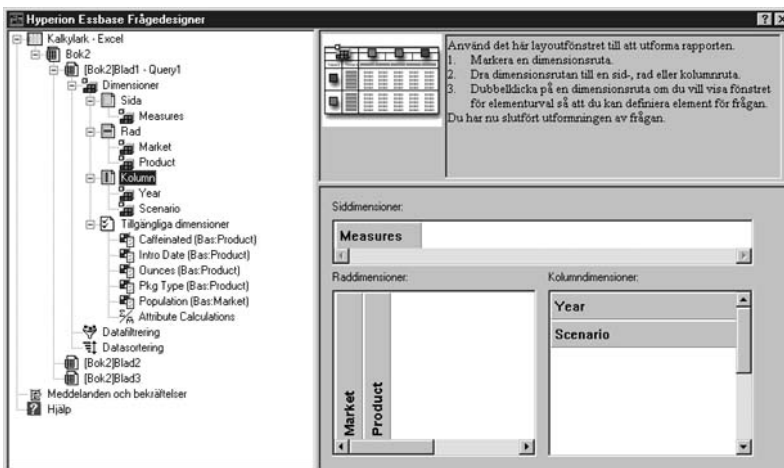 Hyperion Essbase Frågedesigner
Kalkylark - Excel
Bok2
[Bok2]Blad1 - Query1
Dimensioner
Sida
Measures
Rad
Market
Product
Kolumn
Year
Scenario
Tillgängliga dimensioner
Caffeinated (Bas:Product)
Intro Date (Bas:Product)
Ounces (Bas:Product)
Pkg Type (Bas:Product)
Population (Bas:Market)
Attribute Calculations
Datafiltrering
Datasortering
[Bok2]Blad2
[Bok2]Blad3
Meddelanden och bekräftelser
Hjälp
Använd det här layoutfönstret till att utforma rapporten.
1. Markera en dimensionsruta.
2. Dra dimensionsrutan till en sid-, rad eller kolumnruta.
3. Dubbelklicka på en dimensionsruta om du vill visa fönstret
för elementurval så att du kan definiera element för frågan.
Du har nu slutfört utformningen av frågan.
Siddimensioner:
Measures
Raddimensioner:
Market
Product
Kolumndimensioner:
Year
Scenario